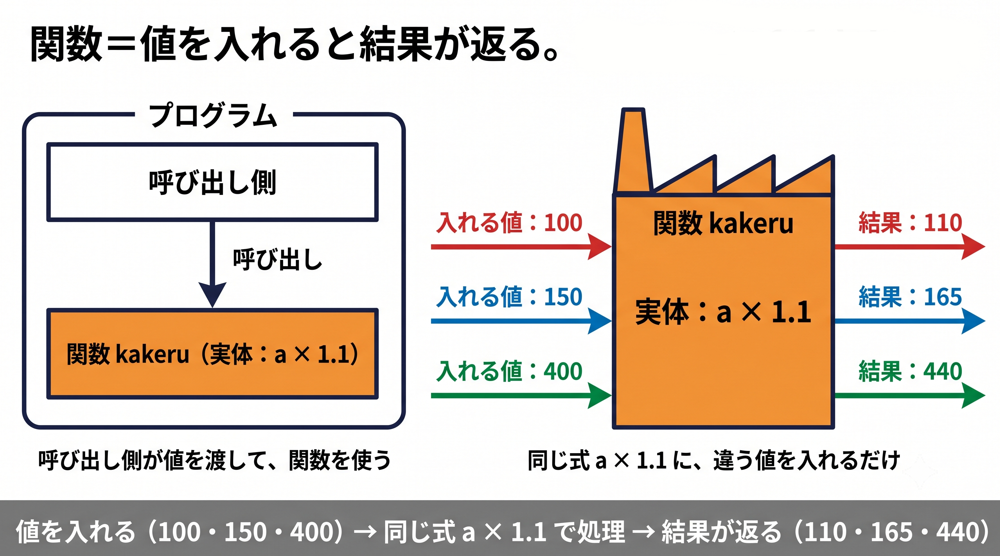 関数＝値を入れると結果が返る。
プログラム
呼び出し側
呼び出し
関数 kakeru（実体：a × 1.1）
呼び出し側が値を渡して、関数を使う
入れる値：100
入れる値：150
入れる値：400
関数 kakeru
実体：a × 1.1
結果：110
結果：165
結果：440
同じ式 a × 1.1 に、違う値を入れるだけ
値を入れる（100・150・400）→ 同じ式 a × 1.1 で処理 → 結果が返る（110・165・440）